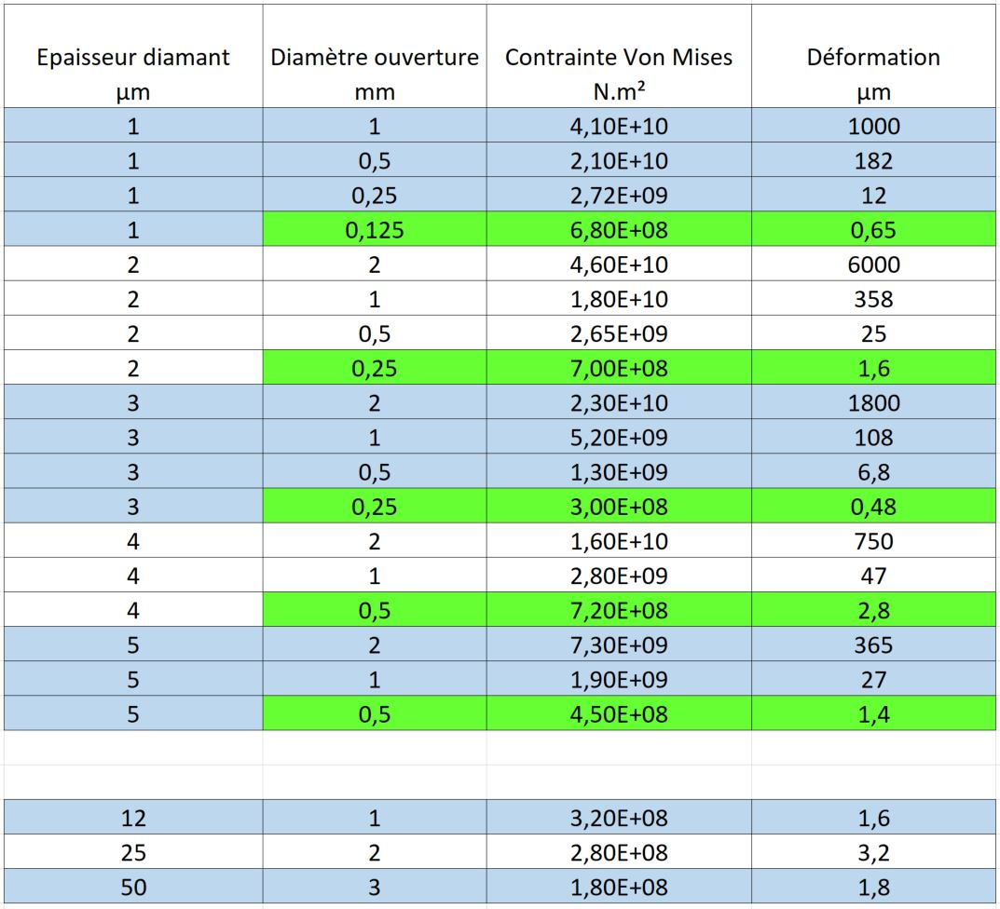 Epaisseur diamant Diamètre ouverture Contrainte Von Mises Déformation
µm mm N.m² µm
1 1 4,10E+10 1000
1 0,5 2,10E+10 182
1 0,25 2,72E+09 12
1 0,125 6,80E+08 0,65
2 2 4,60E+10 6000
2 1 1,80E+10 358
2 0,5 2,65E+09 25
2 0,25 7,00E+08 1,6
3 2 2,30E+10 1800
3 1 5,20E+09 108
3 0,5 1,30E+09 6,8
3 0,25 3,00E+08 0,48
4 2 1,60E+10 750
4 1 2,80E+09 47
4 0,5 7,20E+08 2,8
5 2 7,30E+09 365
5 1 1,90E+09 27
5 0,5 4,50E+08 1,4
12 1 3,20E+08 1,6
25 2 2,80E+08 3,2
50 3 1,80E+08 1,8